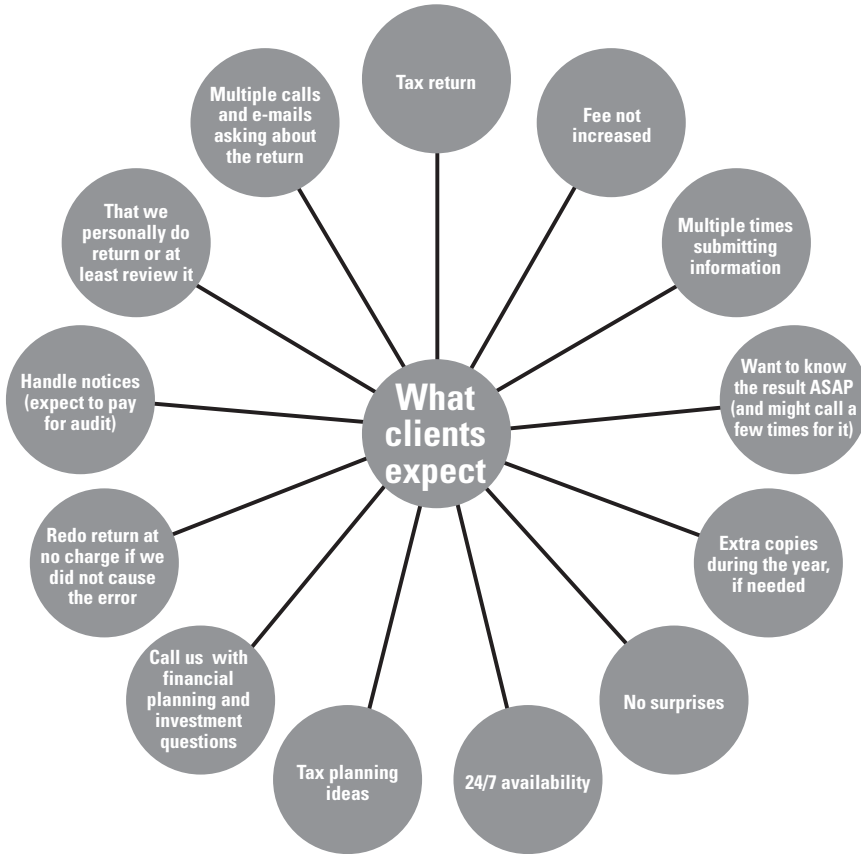 Tax return
Fee not
increased
Multiple times
submitting
information
Want to know
the result ASAP
(and might call a
few times for it)
Extra copies
during the year,
if needed
No surprises
24/7 availability
Tax planning
ideas
Call us with
financial
planning and
investment
questions
Redo return at
no charge if we
did not cause
the error
Handle notices
(expect to pay
for audit)
That we
personally do
return or at
least review it
Multiple calls
and e-mails
asking about
the return
What
clients
expect